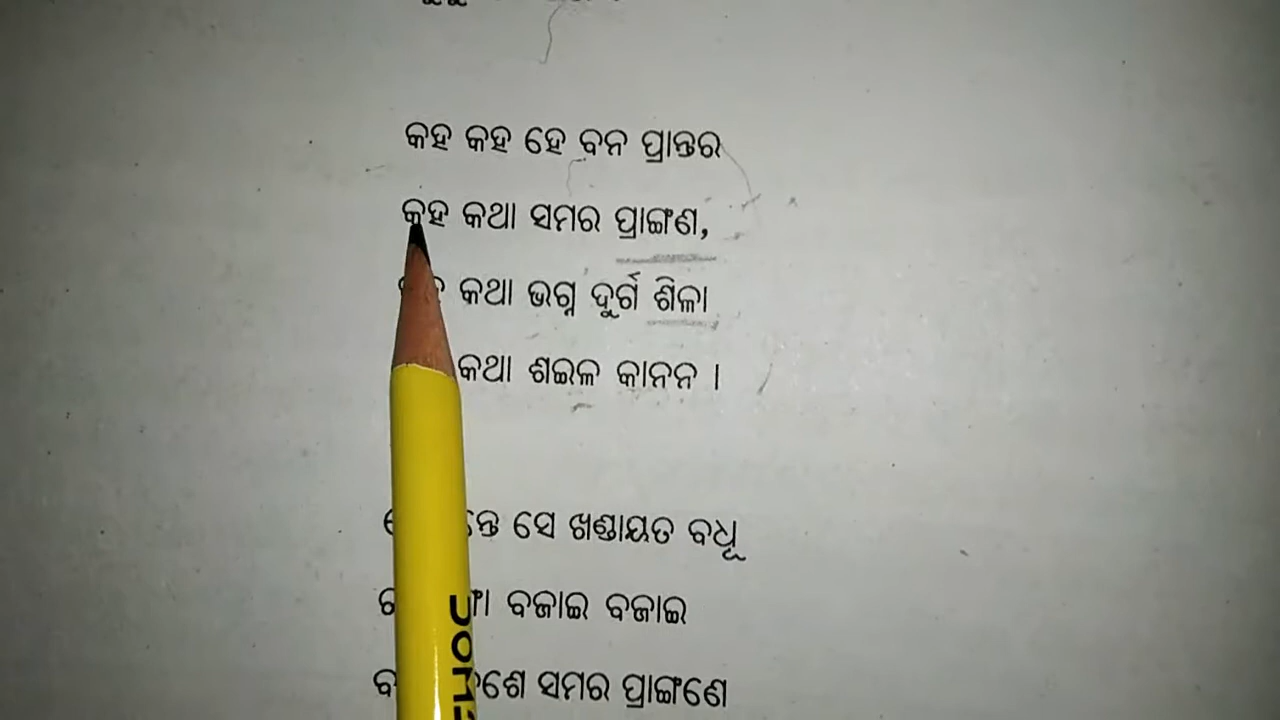 କହ କହ ହେ ବନ ପ୍ରାନ୍ତର
କହ କଥା ସମର ପ୍ରାଙ୍ଗଣ,
କଥା ଭଗ୍ନ ଦୁର୍ଗ ଶିଳା
କଥା ଶଇଳ କାନନ ।
ସେ ଖଣ୍ଡାୟତ ବଧୂ
ବଜାଇ ବଜାଇ
ସମର ପ୍ରାଙ୍ଗଣେ